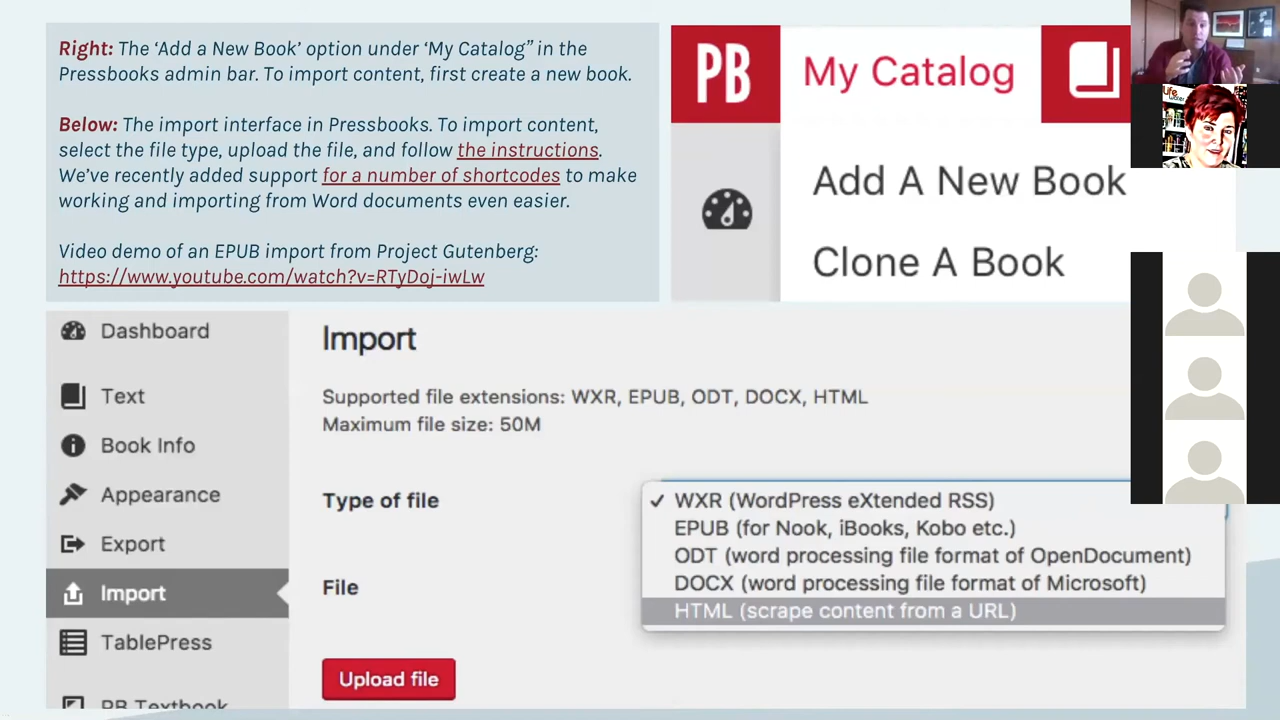 Right: The ‘Add a New Book’ option under ‘My Catalog” in the
Pressbooks admin bar. To import content, first create a new book.
Below: The import interface in Pressbooks. To import content,
select the file type, upload the file, and follow the instructions.
We’ve recently added support for a number of shortcodes to make
working and importing from Word documents even easier.
Video demo of an EPUB import from Project Gutenberg:
https://www.youtube.com/watch?v=RTyDoj-iwLw
PB My Catalog
Add A New Book
Clone A Book
Dashboard
Text
Book Info
Appearance
Export
Import
TablePress
PB Textbook
Import
Supported file extensions: WXR, EPUB, ODT, DOCX, HTML
Maximum file size: 50M
Type of file
✓ WXR (WordPress eXtended RSS)
EPUB (for Nook, iBooks, Kobo etc.)
ODT (word processing file format of OpenDocument)
DOCX (word processing file format of Microsoft)
HTML (scrape content from a URL)
File
Upload file